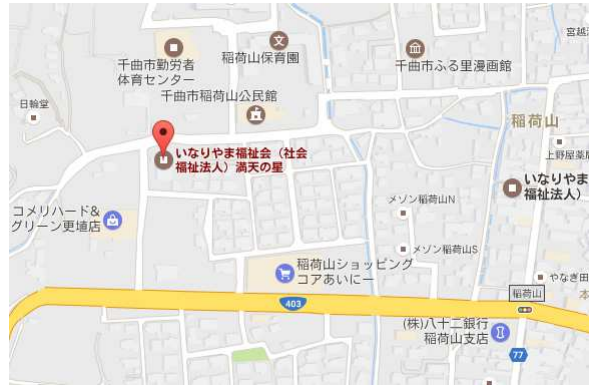 宮越
千曲市勤労者
体育センター
稲荷山保育園
千曲市ふる里漫画館
日輪堂
千曲市稲荷山公民館
稲荷山
上野屋薬局
いなりやま福祉会（社会
福祉法人）満天の星
いなりやま
福祉法人）
コメリハード&
グリーン更埴店
メゾン稲荷山N
メゾン稲荷山S
稲荷山ショッピング
コアあいにー
やなぎ田
稲荷山
本
403
(株)八十二銀行
稲荷山支店
77